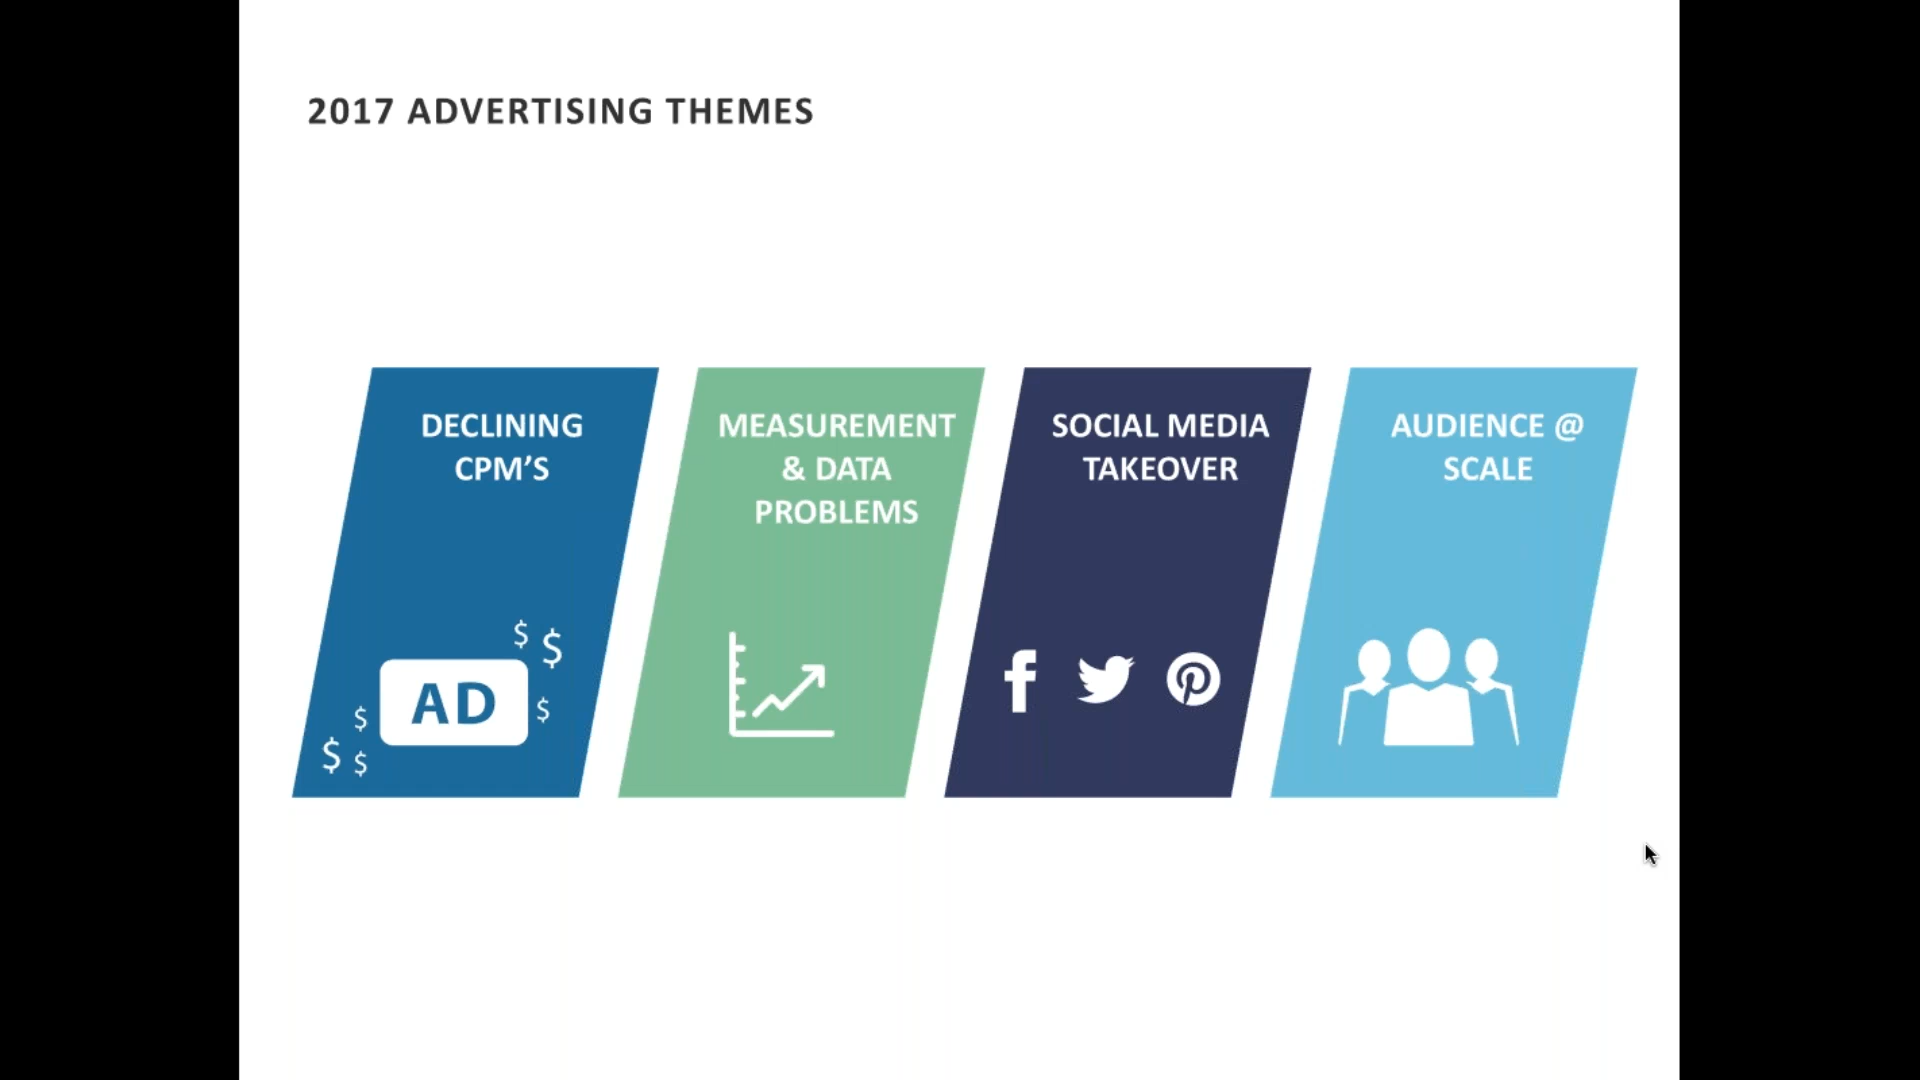 2017 ADVERTISING THEMES
DECLINING
CPM’S
$ $
AD
$
$
$ $
MEASUREMENT
& DATA
PROBLEMS
SOCIAL MEDIA
TAKEOVER
AUDIENCE @
SCALE